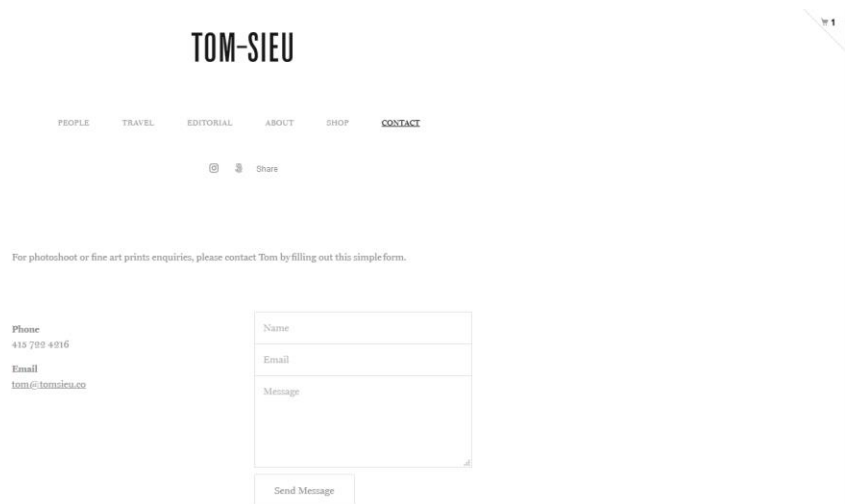 1
TOM-SIEU
PEOPLE TRAVEL EDITORIAL ABOUT SHOP CONTACT
Share
For photoshoot or fine art prints enquiries, please contact Tom by filling out this simple form.
Phone
415 722 4216
Email
tom@tomsieu.co
Name
Email
Message
Send Message